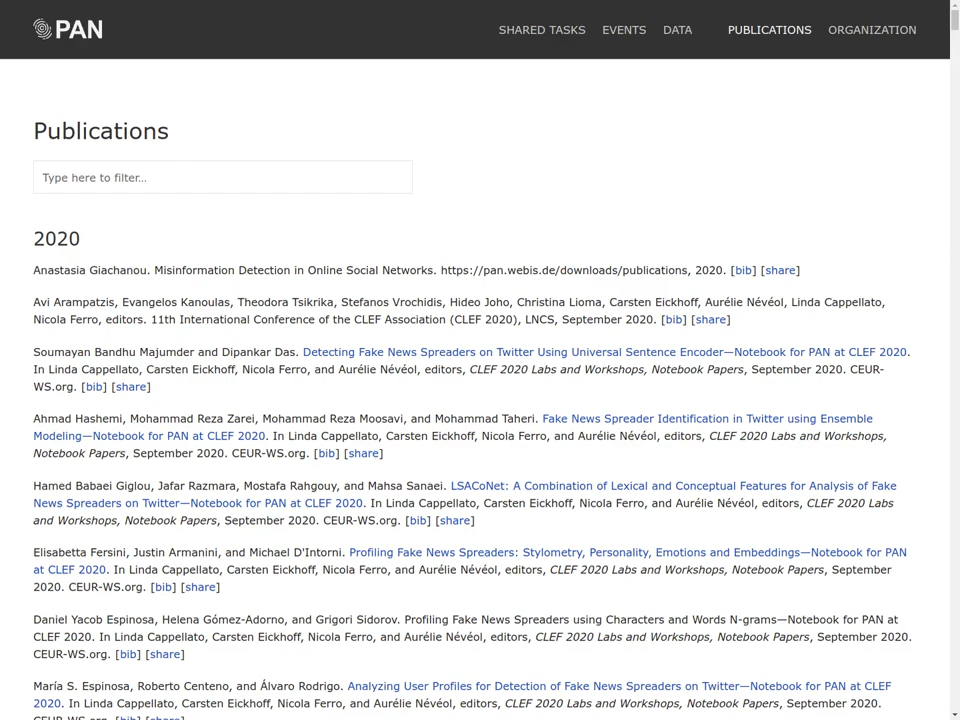 PAN
SHARED TASKS EVENTS DATA PUBLICATIONS ORGANIZATION
Publications
Type here to filter...
2020
Anastasia Giachanou. Misinformation Detection in Online Social Networks. https://pan.webis.de/downloads/publications, 2020. [bib] [share]
Avi Arampatzis, Evangelos Kanoulas, Theodora Tsikrika, Stefanos Vrochidis, Hideo Joho, Christina Lioma, Carsten Eickhoff, Aurélie Névéol, Linda Cappellato,
Nicola Ferro, editors. 11th International Conference of the CLEF Association (CLEF 2020), LNCS, September 2020. [bib] [share]
Soumayan Bandhu Majumder and Dipankar Das. Detecting Fake News Spreaders on Twitter Using Universal Sentence Encoder—Notebook for PAN at CLEF 2020.
In Linda Cappellato, Carsten Eickhoff, Nicola Ferro, and Aurélie Névéol, editors, CLEF 2020 Labs and Workshops, Notebook Papers, September 2020. CEUR-
WS.org. [bib] [share]
Ahmad Hashemi, Mohammad Reza Zarei, Mohammad Reza Moosavi, and Mohammad Taheri. Fake News Spreader Identification in Twitter using Ensemble
Modeling—Notebook for PAN at CLEF 2020. In Linda Cappellato, Carsten Eickhoff, Nicola Ferro, and Aurélie Névéol, editors, CLEF 2020 Labs and Workshops,
Notebook Papers, September 2020. CEUR-WS.org. [bib] [share]
Hamed Babaei Giglou, Jafar Razmara, Mostafa Rahgouy, and Mahsa Sanaei. LSACoNet: A Combination of Lexical and Conceptual Features for Analysis of Fake
News Spreaders on Twitter—Notebook for PAN at CLEF 2020. In Linda Cappellato, Carsten Eickhoff, Nicola Ferro, and Aurélie Névéol, editors, CLEF 2020 Labs
and Workshops, Notebook Papers, September 2020. CEUR-WS.org. [bib] [share]
Elisabetta Fersini, Justin Armanini, and Michael D'Intorni. Profiling Fake News Spreaders: Stylometry, Personality, Emotions and Embeddings—Notebook for PAN
at CLEF 2020. In Linda Cappellato, Carsten Eickhoff, Nicola Ferro, and Aurélie Névéol, editors, CLEF 2020 Labs and Workshops, Notebook Papers, September
2020. CEUR-WS.org. [bib] [share]
Daniel Yacob Espinosa, Helena Gómez-Adorno, and Grigori Sidorov. Profiling Fake News Spreaders using Characters and Words N-grams—Notebook for PAN at
CLEF 2020. In Linda Cappellato, Carsten Eickhoff, Nicola Ferro, and Aurélie Névéol, editors, CLEF 2020 Labs and Workshops, Notebook Papers, September 2020.
CEUR-WS.org. [bib] [share]
María S. Espinosa, Roberto Centeno, and Álvaro Rodrigo. Analyzing User Profiles for Detection of Fake News Spreaders on Twitter—Notebook for PAN at CLEF
2020. In Linda Cappellato, Carsten Eickhoff, Nicola Ferro, and Aurélie Névéol, editors, CLEF 2020 Labs and Workshops, Notebook Papers, September 2020.
CEUR-WS.org. [bib] [share]